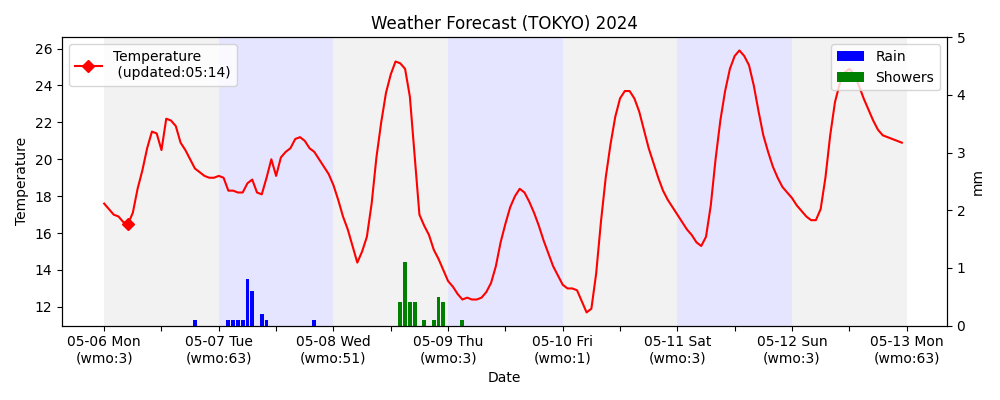 Weather Forecast (TOKYO) 2024
Temperature
(updated:05:14)
Rain
Showers
Temperature
26
24
22
20
18
16
14
12
5
4
3
2
1
0
mm
05-06 Mon
(wmo:3)
05-07 Tue
(wmo:63)
05-08 Wed
(wmo:51)
05-09 Thu
(wmo:3)
05-10 Fri
(wmo:1)
05-11 Sat
(wmo:3)
05-12 Sun
(wmo:3)
05-13 Mon
(wmo:63)
Date